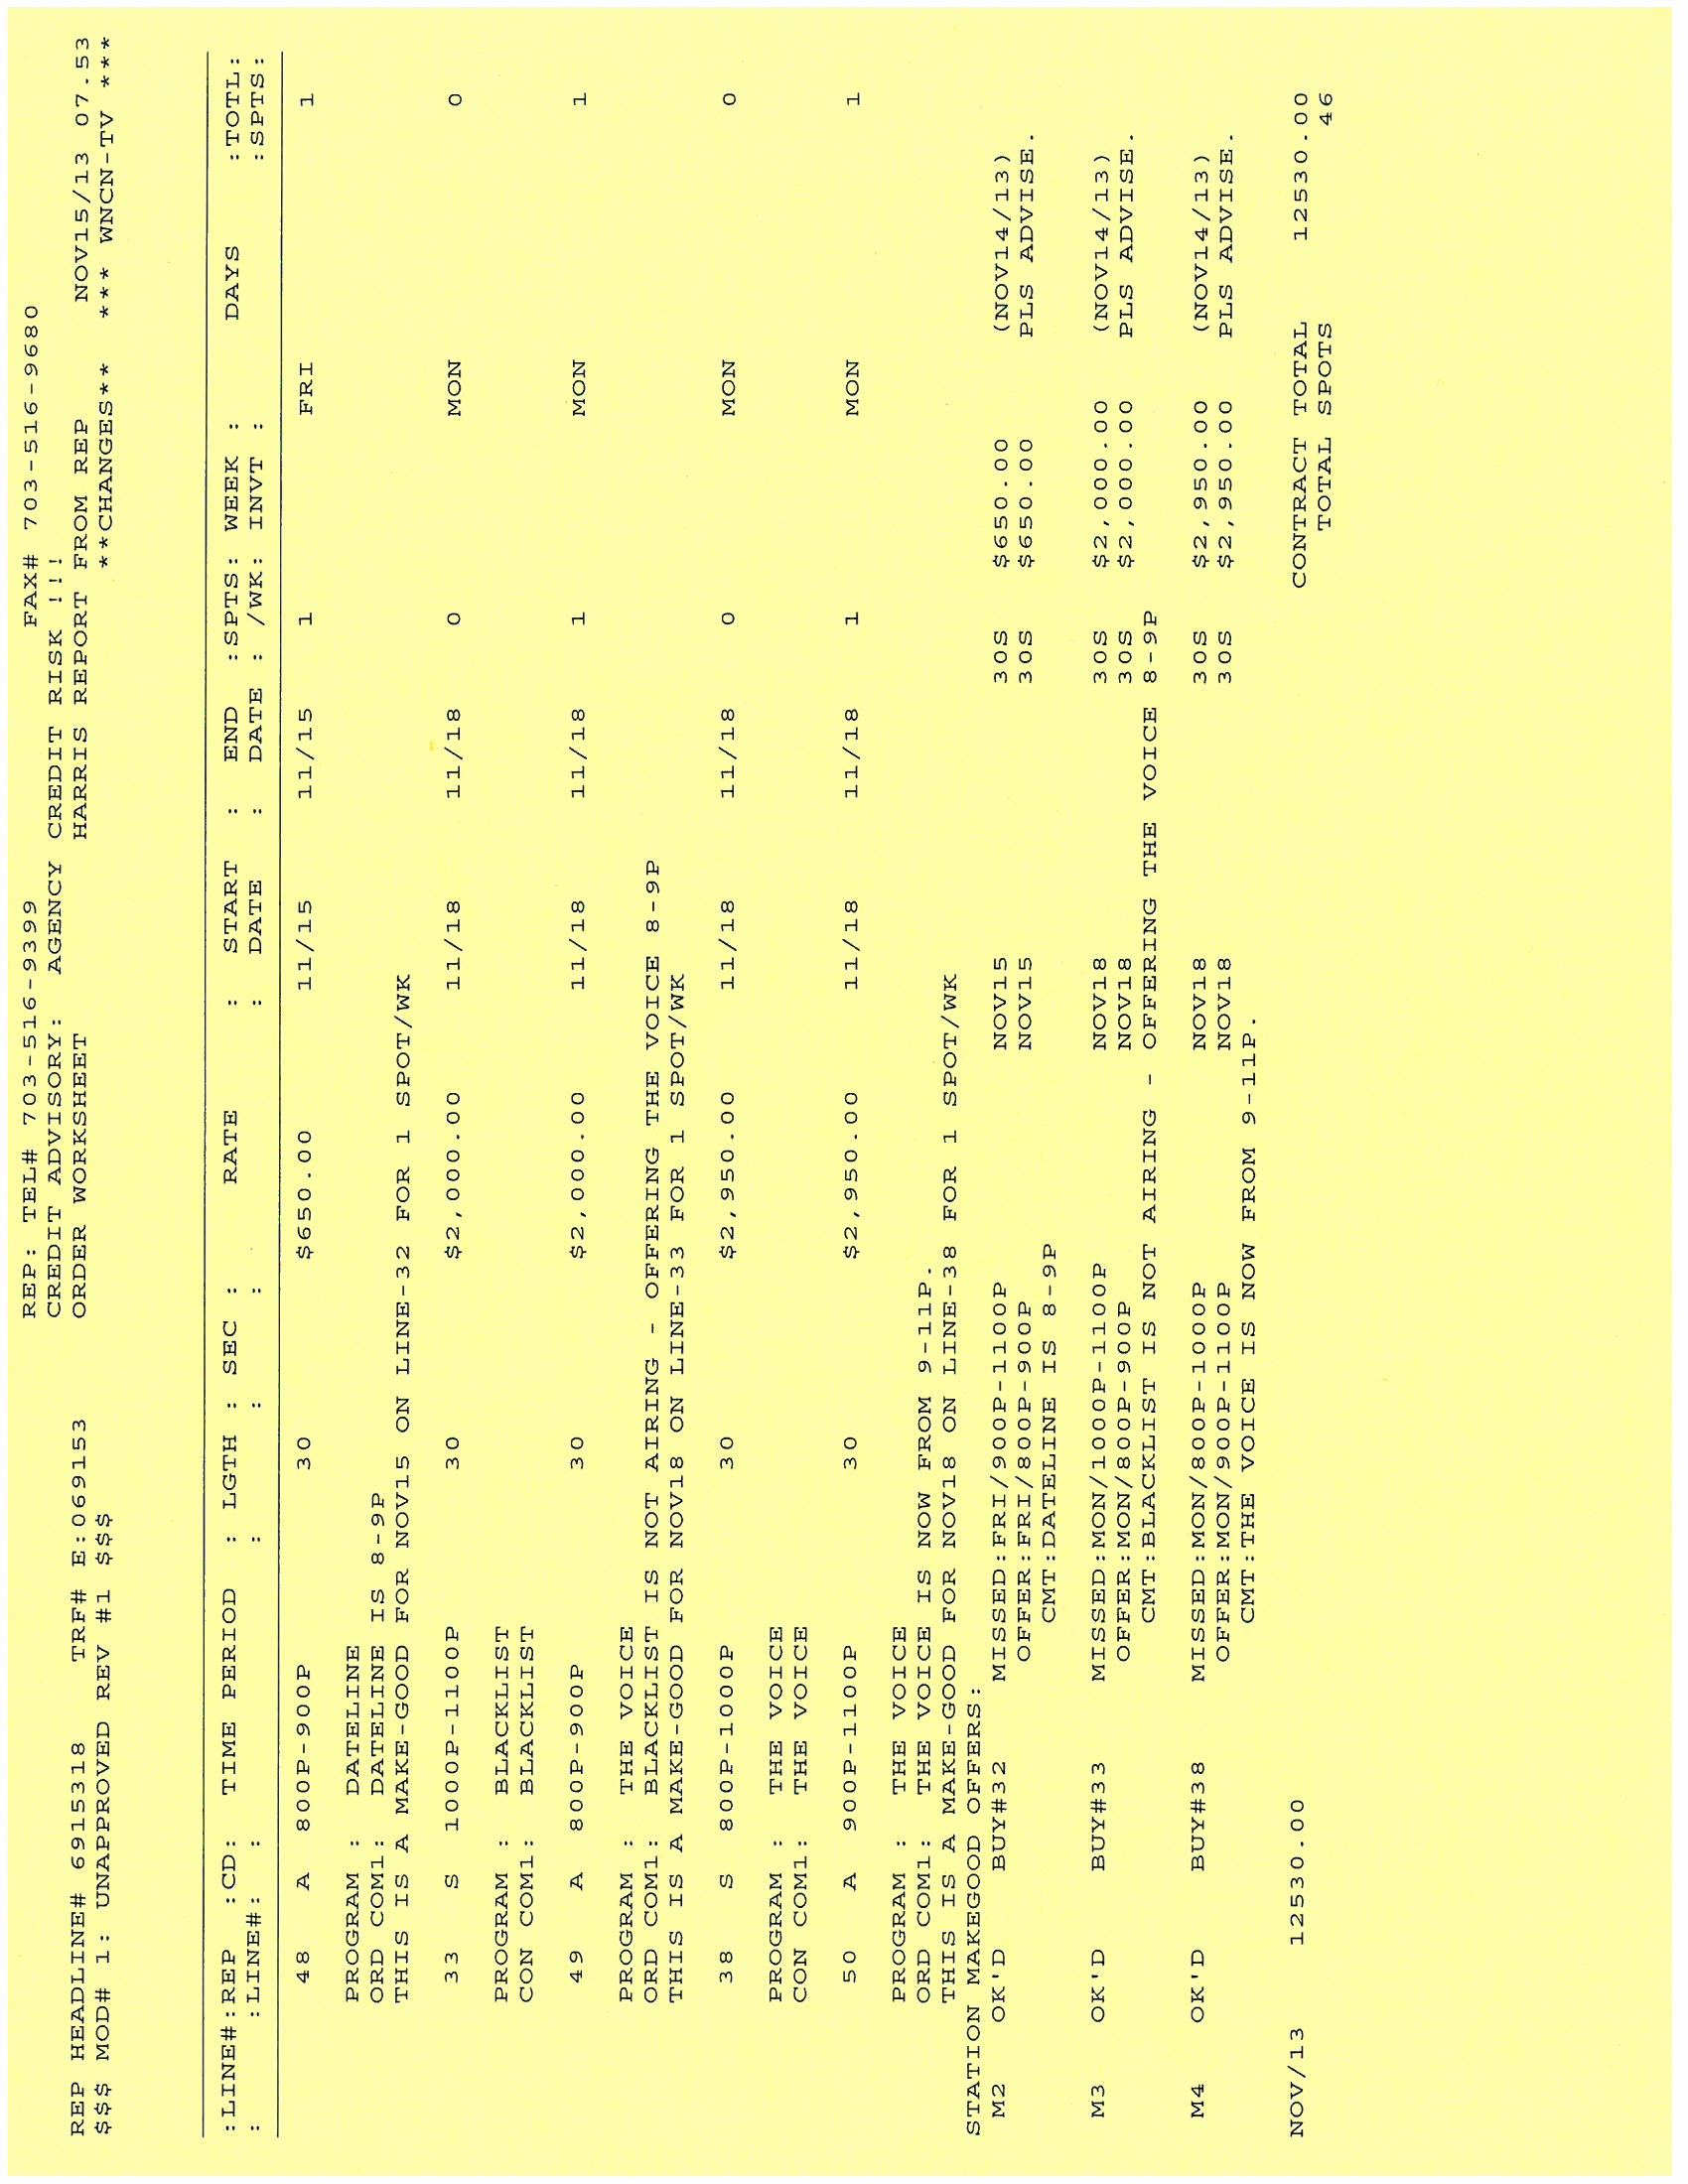 REP: TEL# 703-516-9399 FAX# 703-516-9680
CREDIT ADVISORY: AGENCY CREDIT RISK !!!
REP HEADLINE# 6915318 TRF# E:069153 ORDER WORKSHEET HARRIS REPORT FROM REP NOV15/13 07.53
$$$ MOD# 1: UNAPPROVED REV #1 $$$ **CHANGES** *** WNCN-TV ***
:LINE#:REP :CD: TIME PERIOD : LGTH : SEC : RATE : START : END :SPTS: WEEK : DAYS :TOTL:
: :LINE#: : : : : DATE : DATE : /WK: INVT : :SPTS:
48 A 800P-900P 30 $650.00 11/15 11/15 1 FRI 1
PROGRAM : DATELINE
ORD COM1: DATELINE IS 8-9P
THIS IS A MAKE-GOOD FOR NOV15 ON LINE-32 FOR 1 SPOT/WK
33 S 1000P-1100P 30 $2,000.00 11/18 11/18 0 MON 0
PROGRAM : BLACKLIST
CON COM1: BLACKLIST
49 A 800P-900P 30 $2,000.00 11/18 11/18 1 MON 1
PROGRAM : THE VOICE
ORD COM1: BLACKLIST IS NOT AIRING - OFFERING THE VOICE 8-9P
THIS IS A MAKE-GOOD FOR NOV18 ON LINE-33 FOR 1 SPOT/WK
38 S 800P-1000P 30 $2,950.00 11/18 11/18 0 MON 0
PROGRAM : THE VOICE
CON COM1: THE VOICE
50 A 900P-1100P 30 $2,950.00 11/18 11/18 1 MON 1
PROGRAM : THE VOICE
ORD COM1: THE VOICE IS NOW FROM 9-11P.
THIS IS A MAKE-GOOD FOR NOV18 ON LINE-38 FOR 1 SPOT/WK
STATION MAKEGOOD OFFERS:
M2 OK'D BUY#32 MISSED:FRI/900P-1100P NOV15 30S $650.00 (NOV14/13)
OFFER:FRI/800P-900P NOV15 30S $650.00 PLS ADVISE.
CMT:DATELINE IS 8-9P
M3 OK'D BUY#33 MISSED:MON/1000P-1100P NOV18 30S $2,000.00 (NOV14/13)
OFFER:MON/800P-900P NOV18 30S $2,000.00 PLS ADVISE.
CMT:BLACKLIST IS NOT AIRING - OFFERING THE VOICE 8-9P
M4 OK'D BUY#38 MISSED:MON/800P-1000P NOV18 30S $2,950.00 (NOV14/13)
OFFER:MON/900P-1100P NOV18 30S $2,950.00 PLS ADVISE.
CMT:THE VOICE IS NOW FROM 9-11P.
NOV/13 12530.00 CONTRACT TOTAL 12530.00
TOTAL SPOTS 46